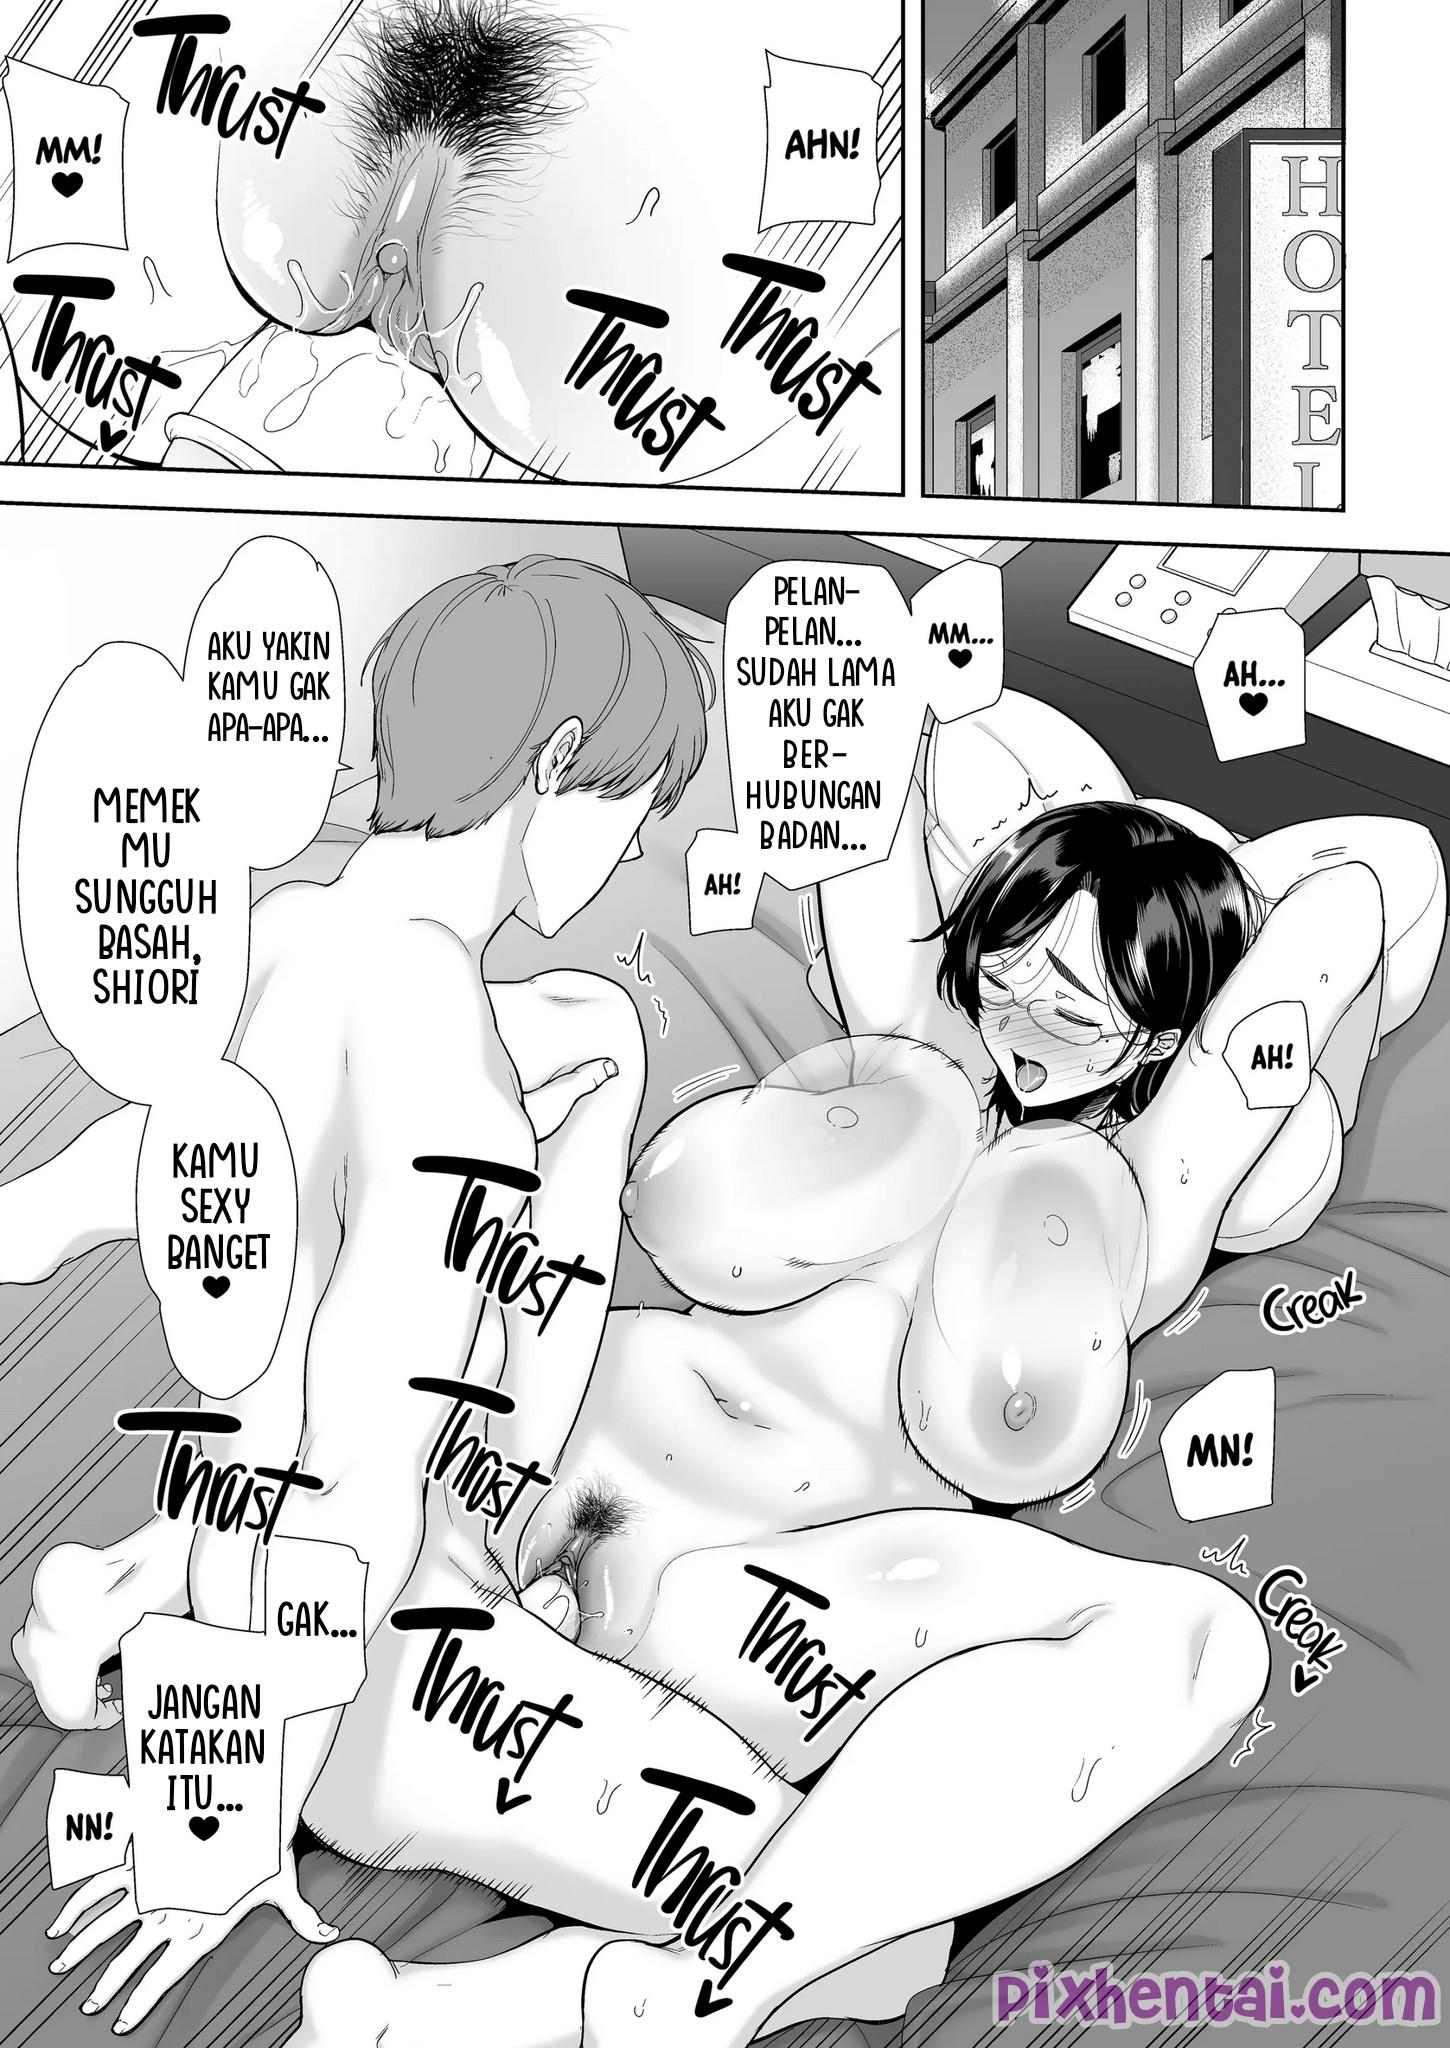 HOTEL
THRUST
AHN!
MM!
THRUST
THRUST
THRUST
AH...
MM...
PELAN-
PELAN...
SUDAH LAMA
AKU GAK
BER-
HUBUNGAN
BADAN...
AH!
AKU YAKIN
KAMU GAK
APA-APA...
MEMEK
MU
SUNGGUH
BASAH,
SHIORI
KAMU
SEXY
BANGET
AH!
THRUST
Creak
MN!
THRUST
THRUST
Creak
THRUST
GAK...
JANGAN
KATAKAN
ITU...
NN!
THRUST
THRUST
pixhentai.com